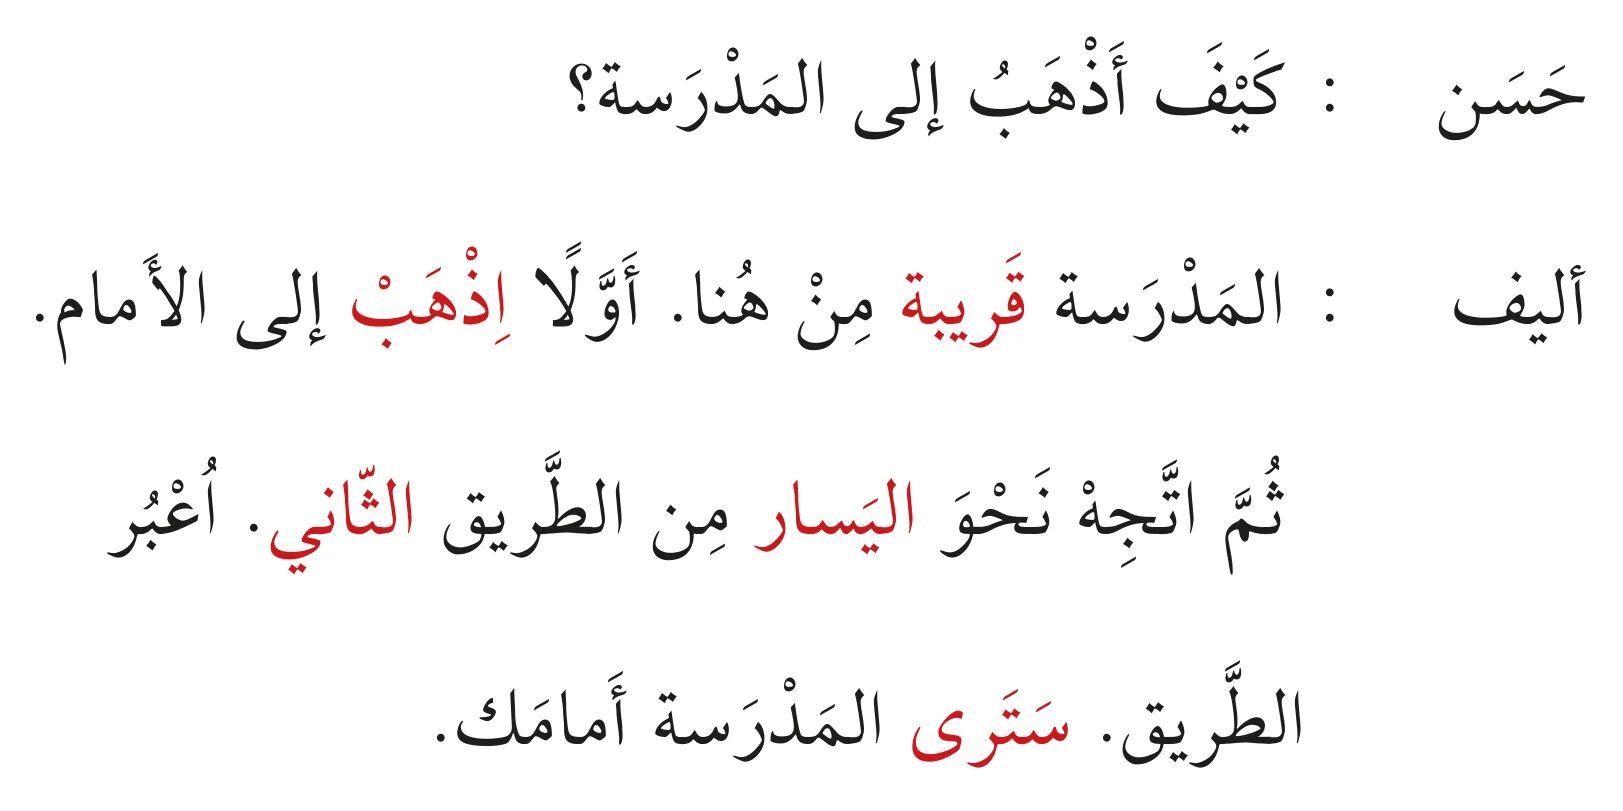 حَسَن : كَيْفَ أَذْهَبُ إلى المَدْرَسة؟
أليف : المَدْرَسة قَريبة مِنْ هُنا. أَوَّلًا اِذْهَبْ إلى الأَمام.
ثُمَّ اتَّجِهْ نَحْوَ اليَسار مِن الطَّريق الثّاني. اُعْبُر
الطَّريق. سَتَرى المَدْرَسة أَمامَك.